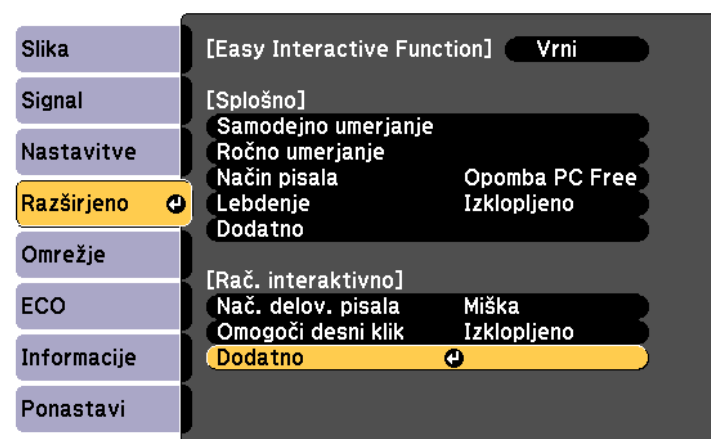 Slika
Signal
Nastavitve
Razširjeno
Omrežje
ECO
Informacije
Ponastavi
[Easy Interactive Function] Vrni
[Splošno]
Samodejno umerjanje
Ročno umerjanje
Način pisala Opomba PC Free
Lebdenje Izklopljeno
Dodatno
[Rač. interaktivno]
Nač. delov. pisala Miška
Omogoči desni klik Izklopljeno
Dodatno